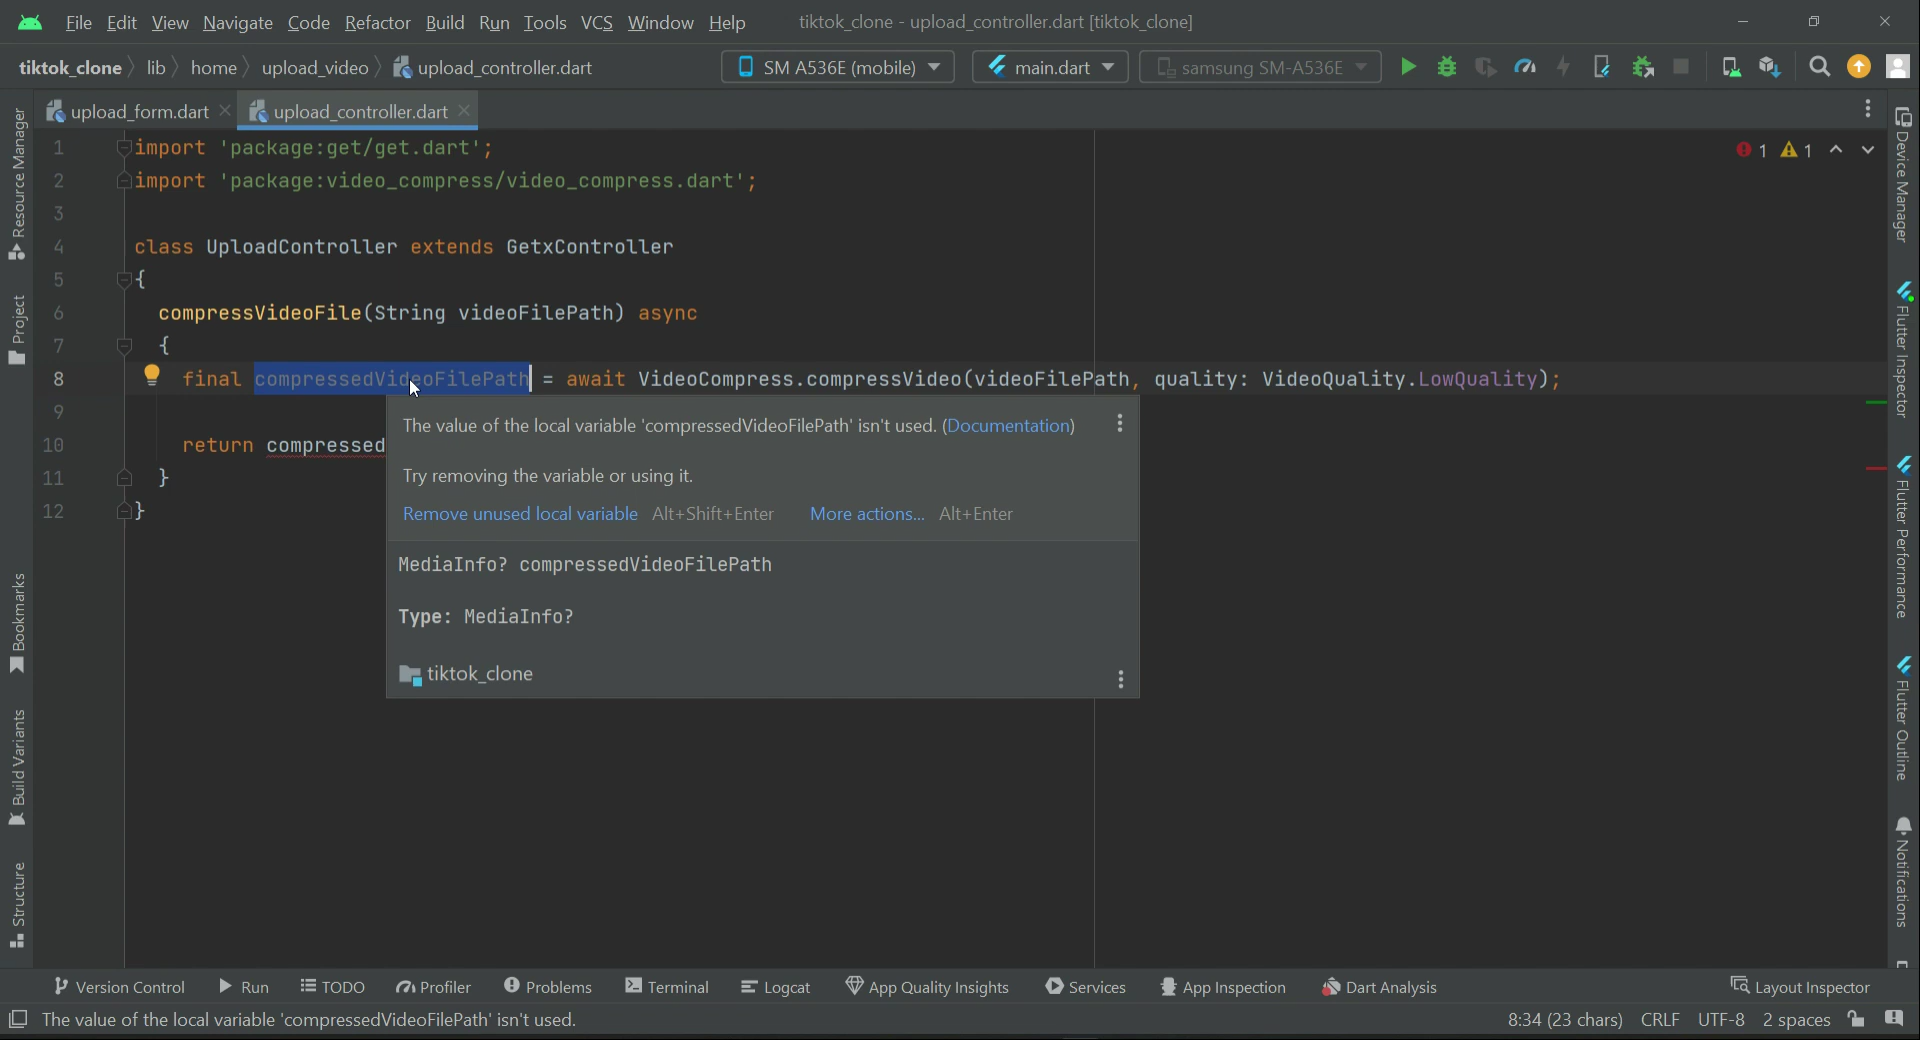 File Edit View Navigate Code Refactor Build Run Tools VCS Window Help tiktok_clone - upload_controller.dart [tiktok_clone]
tiktok_clone lib home upload_video upload_controller.dart SM A536E (mobile) main.dart samsung SM-A536E
upload_form.dart upload_controller.dart
1 import 'package:get/get.dart'; 1 1
2 import 'package:video_compress/video_compress.dart';
3
4 class UploadController extends GetxController
5 {
6 compressVideoFile(String videoFilePath) async
7 {
8 final compressedVideoFilePath = await VideoCompress.compressVideo(videoFilePath, quality: VideoQuality.LowQuality);
9
10 return compressed
11 }
12 }
The value of the local variable 'compressedVideoFilePath' isn't used. (Documentation)
Try removing the variable or using it.
Remove unused local variable Alt+Shift+Enter More actions... Alt+Enter
MediaInfo? compressedVideoFilePath
Type: MediaInfo?
tiktok_clone
Resource Manager
Project
Bookmarks
Build Variants
Structure
Device Manager
Flutter Inspector
Flutter Performance
Flutter Outline
Notifications
Version Control Run TODO Profiler Problems Terminal Logcat App Quality Insights Services App Inspection Dart Analysis Layout Inspector
The value of the local variable 'compressedVideoFilePath' isn't used. 8:34 (23 chars) CRLF UTF-8 2 spaces